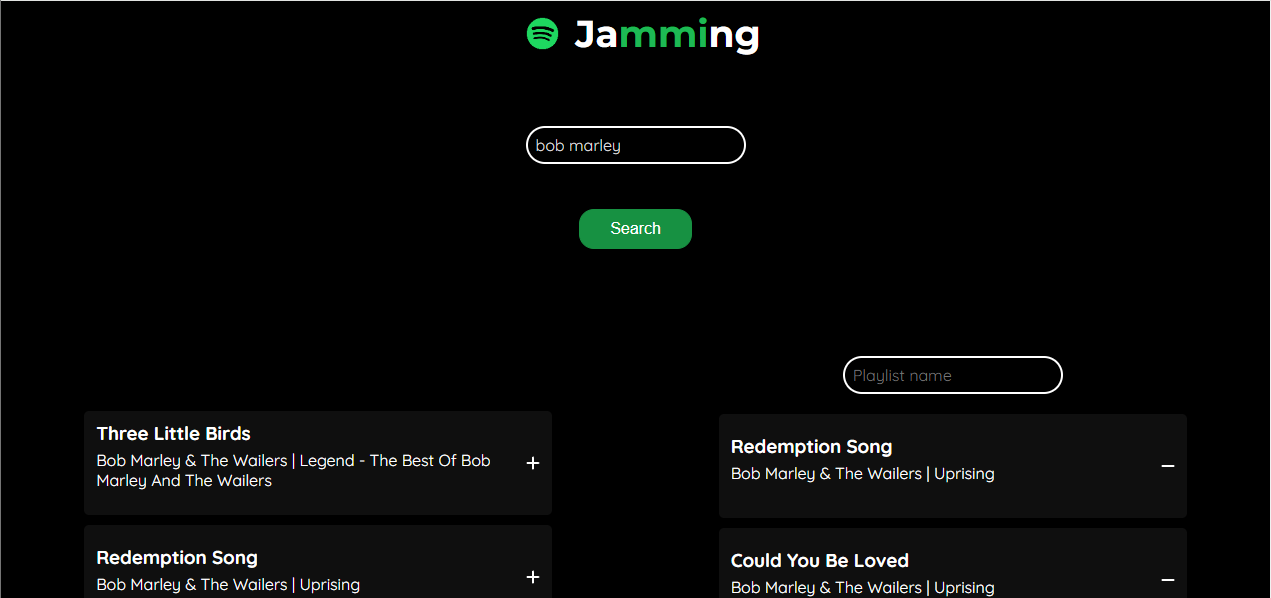 Jamming
bob marley
Search
Playlist name
Three Little Birds
Bob Marley & The Wailers | Legend - The Best Of Bob
Marley And The Wailers
+
Redemption Song
Bob Marley & The Wailers | Uprising
+
Redemption Song
Bob Marley & The Wailers | Uprising
−
Could You Be Loved
Bob Marley & The Wailers | Uprising
−